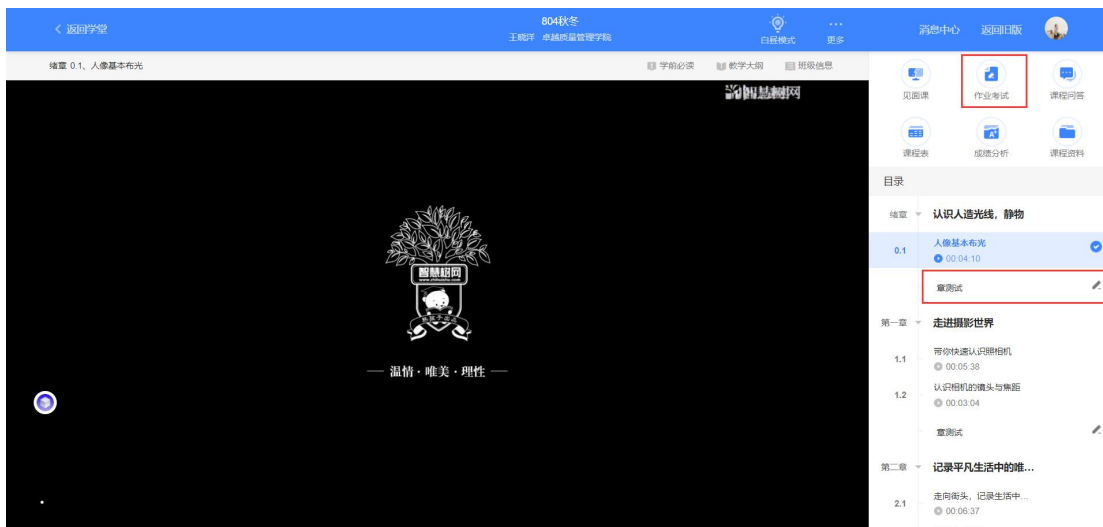 < 返回学堂
804秋冬
王晓洋 卓越质量管理学院
白昼模式
更多
消息中心
返回旧版
绪章 0.1、人像基本布光
学前必读
教学大纲
班级信息
智慧树网
智慧树网
www.zhihuishu.com
— 温情·唯美·理性 —
见面课
作业考试
课程问答
课程表
成绩分析
课程资料
目录
绪章 认识人造光线，静物
0.1 人像基本布光
00:04:10
章测试
第一章 走进摄影世界
1.1 带你快速认识照相机
00:05:38
1.2 认识相机的镜头与焦距
00:03:04
章测试
第二章 记录平凡生活中的唯...
2.1 走向街头，记录生活中...
00:06:37